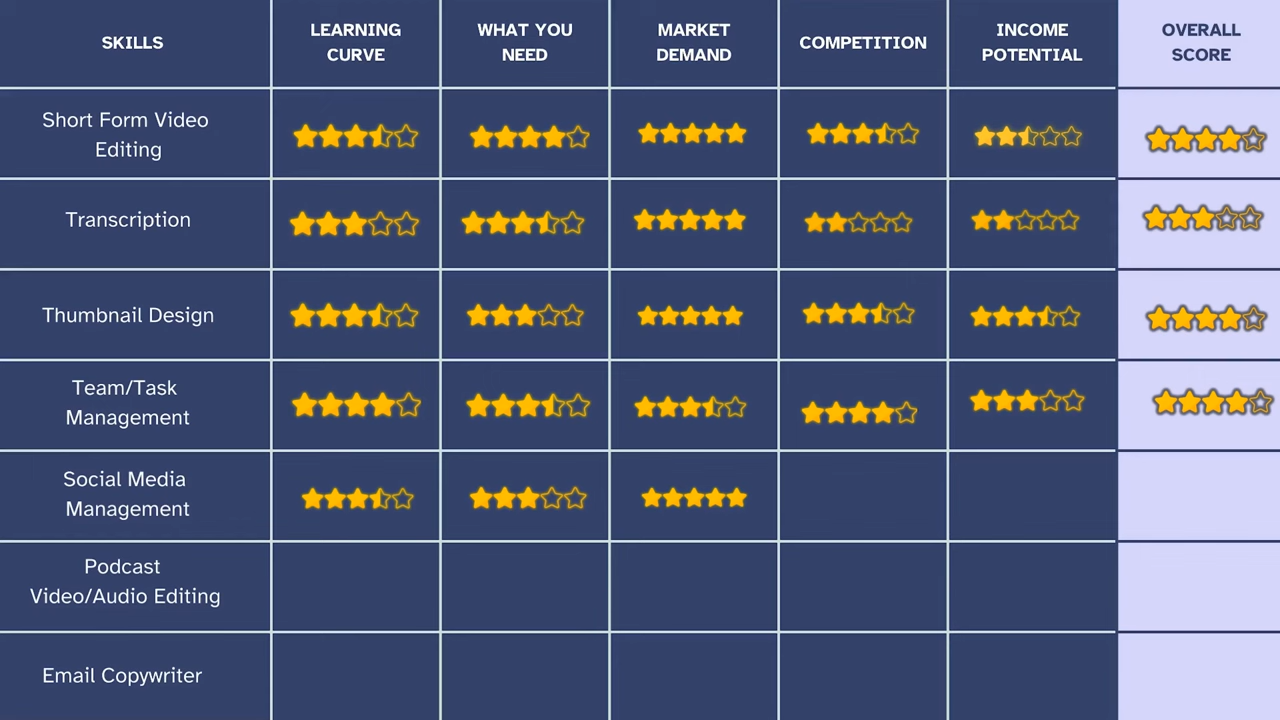 SKILLS
LEARNING
CURVE
WHAT YOU
NEED
MARKET
DEMAND
COMPETITION
INCOME
POTENTIAL
OVERALL
SCORE
Short Form Video
Editing
Transcription
Thumbnail Design
Team/Task
Management
Social Media
Management
Podcast
Video/Audio Editing
Email Copywriter